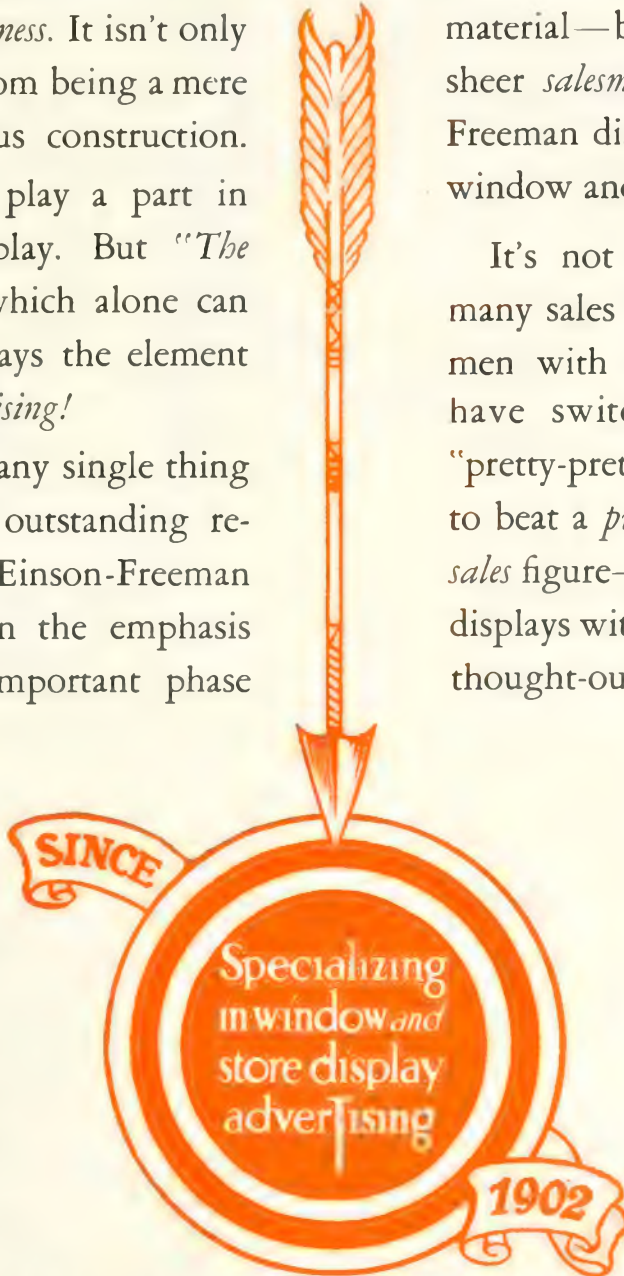 ness. It isn't only
om being a mere
us construction.
play a part in
play. But "The
which alone can
ays the element
ising!
any single thing
outstanding re-
Einson-Freeman
n the emphasis
mportant phase
material—b
sheer salesm
Freeman di
window and
It's not
many sales
men with
have switc
"pretty-pret
to beat a p
sales figure—
displays wit
thought-ou
SINCE
Specializing
in window and
store display
adverTising
1902